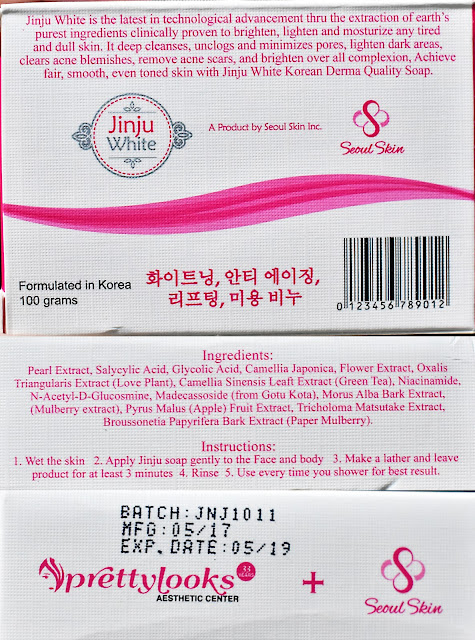 Jinju White is the latest in technological advancement thru the extraction of earth's
purest ingredients clinically proven to brighten, lighten and mosturize any tired
and dull skin. It deep cleanses, unclogs and minimizes pores, lighten dark areas,
clears acne blemishes, remove acne scars, and brighten over all complexion, Achieve
fair, smooth, even toned skin with Jinju White Korean Derma Quality Soap.
Jinju
White
A Product by Seoul Skin Inc.
Seoul Skin
Formulated in Korea
100 grams
화이트닝, 안티 에이징,
리프팅, 미용 비누
0 123456 789012
Ingredients:
Pearl Extract, Salycylic Acid, Glycolic Acid, Camellia Japonica, Flower Extract, Oxalis
Triangularis Extract (Love Plant), Camellia Sinensis Leaft Extract (Green Tea), Niacinamide,
N-Acetyl-D-Glucosmine, Madecassoside (from Gotu Kota), Morus Alba Bark Extract,
(Mulberry extract), Pyrus Malus (Apple) Fruit Extract, Tricholoma Matsutake Extract,
Broussonetia Papyrifera Bark Extract (Paper Mulberry).
Instructions:
1. Wet the skin 2. Apply Jinju soap gently to the Face and body 3. Make a lather and leave
product for at least 3 minutes 4. Rinse 5. Use every time you shower for best result.
BATCH:JNJ1011
MFG:05/17
EXP.DATE:05/19
prettylooks
33 YEARS
AESTHETIC CENTER
+
Seoul Skin